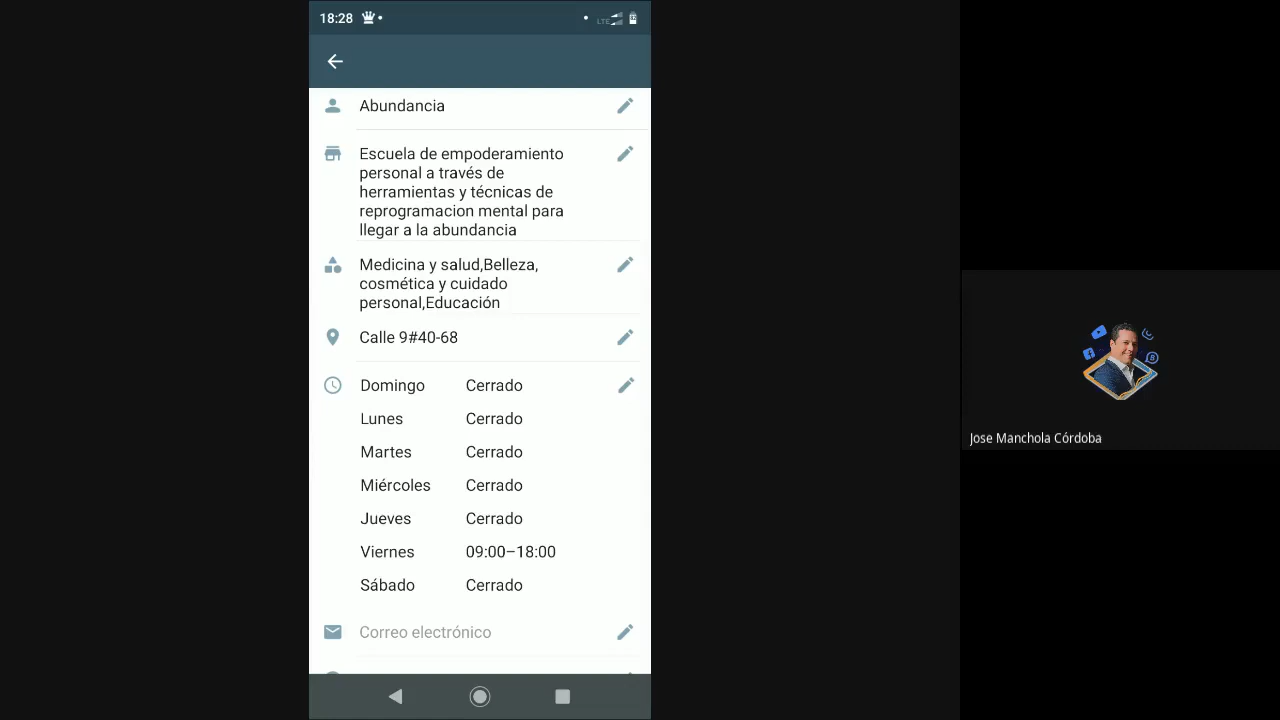 18:28
LTE
Abundancia
Escuela de empoderamiento
personal a través de
herramientas y técnicas de
reprogramacion mental para
llegar a la abundancia
Medicina y salud,Belleza,
cosmética y cuidado
personal,Educación
Calle 9#40-68
Domingo Cerrado
Lunes Cerrado
Martes Cerrado
Miércoles Cerrado
Jueves Cerrado
Viernes 09:00–18:00
Sábado Cerrado
Correo electrónico
Jose Manchola Córdoba